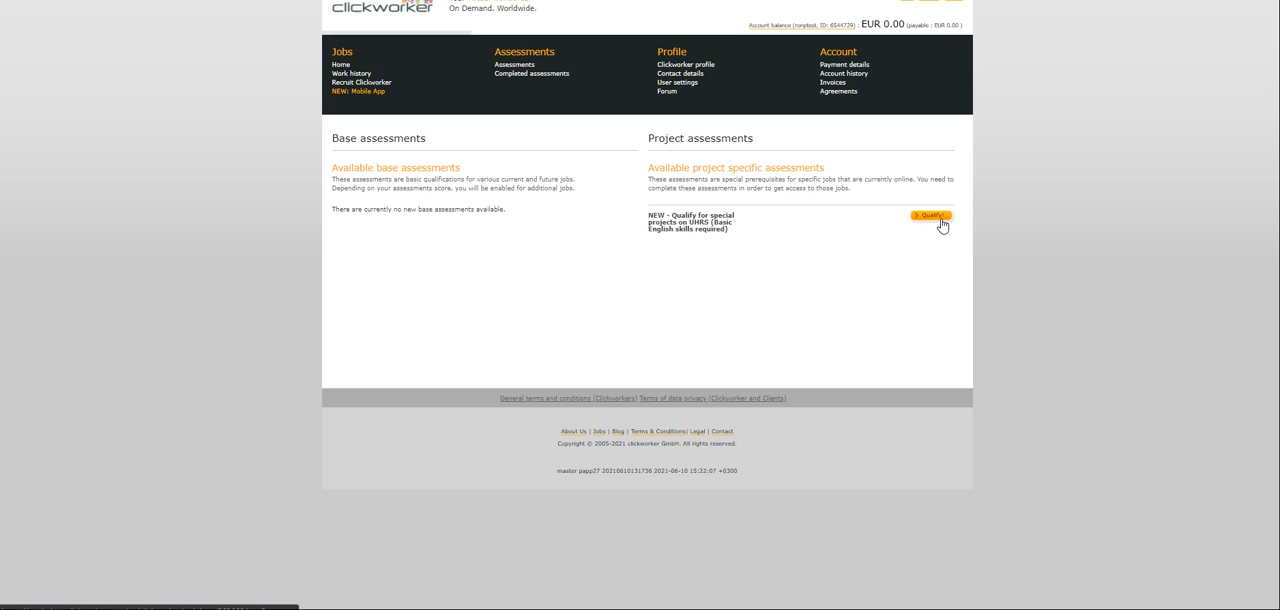 clickworker
On Demand. Worldwide.
Account balance (ronptest, ID: 6544729) : EUR 0.00 (payable : EUR 0.00 )
Jobs
Home
Work history
Recruit Clickworker
NEW: Mobile App
Assessments
Assessments
Completed assessments
Profile
Clickworker profile
Contact details
User settings
Forum
Account
Payment details
Account history
Invoices
Agreements
Base assessments
Available base assessments
These assessments are basic qualifications for various current and future jobs.
Depending on your assessments score, you will be enabled for additional jobs.
There are currently no new base assessments available.
Project assessments
Available project specific assessments
These assessments are special prerequisites for specific jobs that are currently online. You need to
complete these assessments in order to get access to those jobs.
NEW - Qualify for special
projects on UHRS (Basic
English skills required)
Qualify!
General terms and conditions (Clickworkers) Terms of data privacy (Clickworker and Clients)
About Us | Jobs | Blog | Terms & Conditions| Legal | Contact
Copyright © 2005-2021 clickworker GmbH. All rights reserved.
master papp27 20210610131736 2021-06-10 15:22:07 +0300